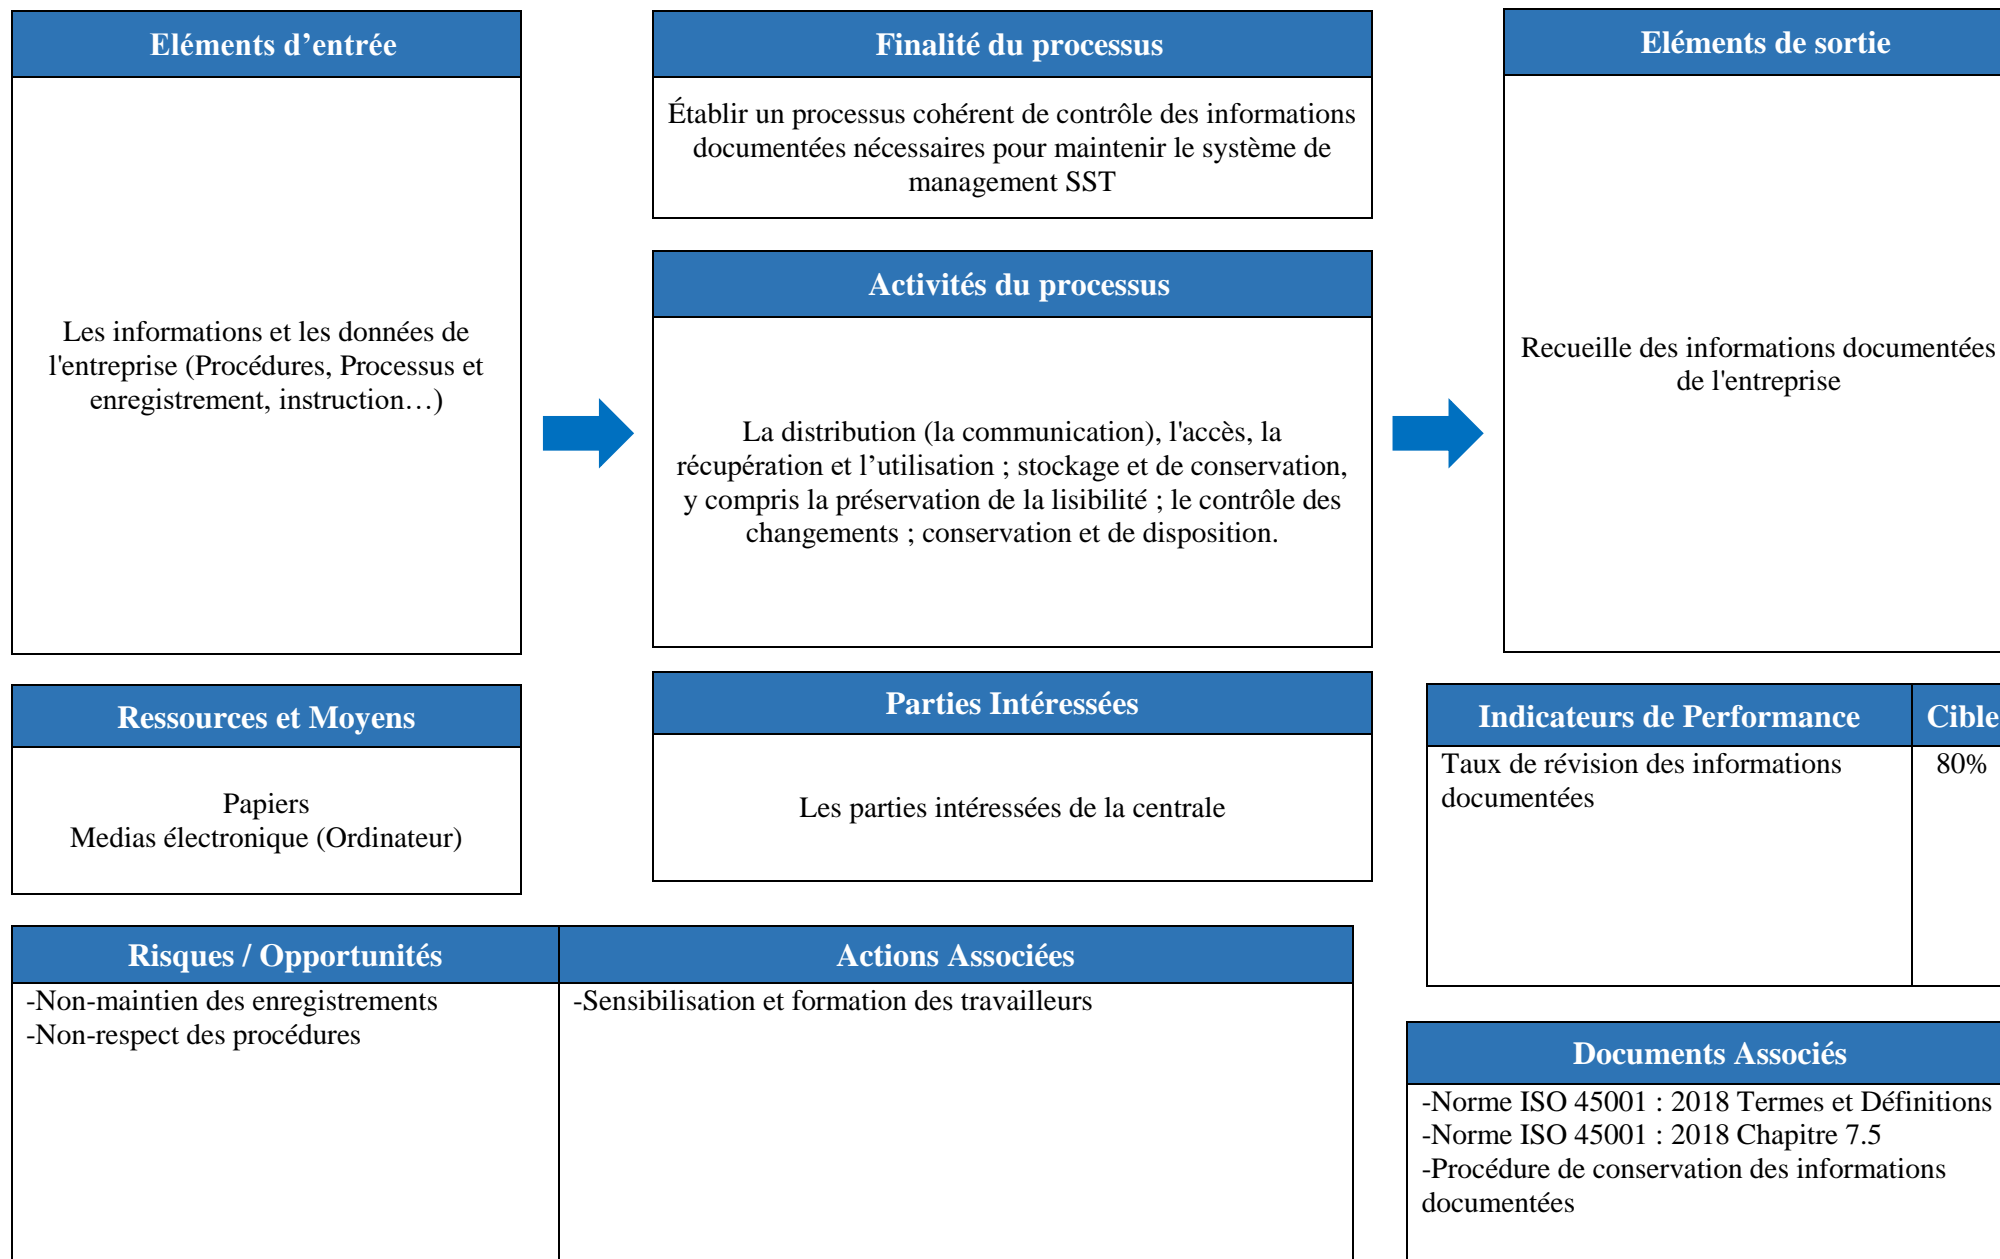 Eléments d’entrée
Les informations et les données de
l'entreprise (Procédures, Processus et
enregistrement, instruction…)
Finalité du processus
Établir un processus cohérent de contrôle des informations
documentées nécessaires pour maintenir le système de
management SST
Activités du processus
La distribution (la communication), l'accès, la
récupération et l’utilisation ; stockage et de conservation,
y compris la préservation de la lisibilité ; le contrôle des
changements ; conservation et de disposition.
Eléments de sortie
Recueille des informations documentées
de l'entreprise
Ressources et Moyens
Papiers
Medias électronique (Ordinateur)
Parties Intéressées
Les parties intéressées de la centrale
Indicateurs de Performance
Cible
Taux de révision des informations
documentées
80%
Risques / Opportunités
-Non-maintien des enregistrements
-Non-respect des procédures
Actions Associées
-Sensibilisation et formation des travailleurs
Documents Associés
-Norme ISO 45001 : 2018 Termes et Définitions
-Norme ISO 45001 : 2018 Chapitre 7.5
-Procédure de conservation des informations
documentées